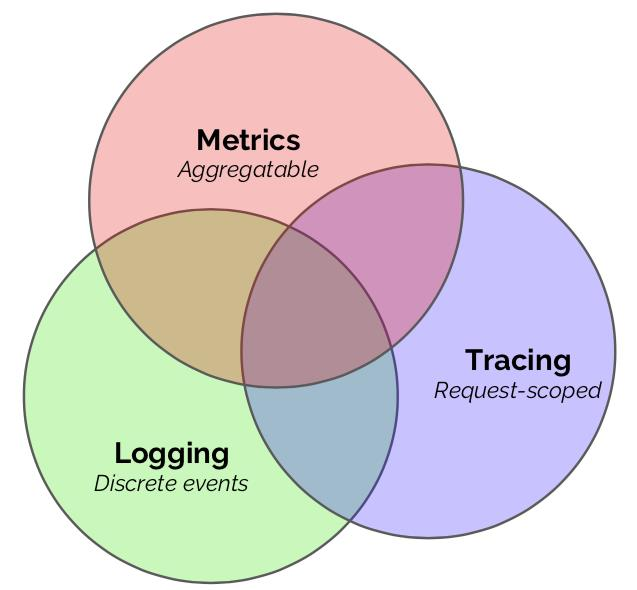 Metrics
Aggregatable
Tracing
Request-scoped
Logging
Discrete events